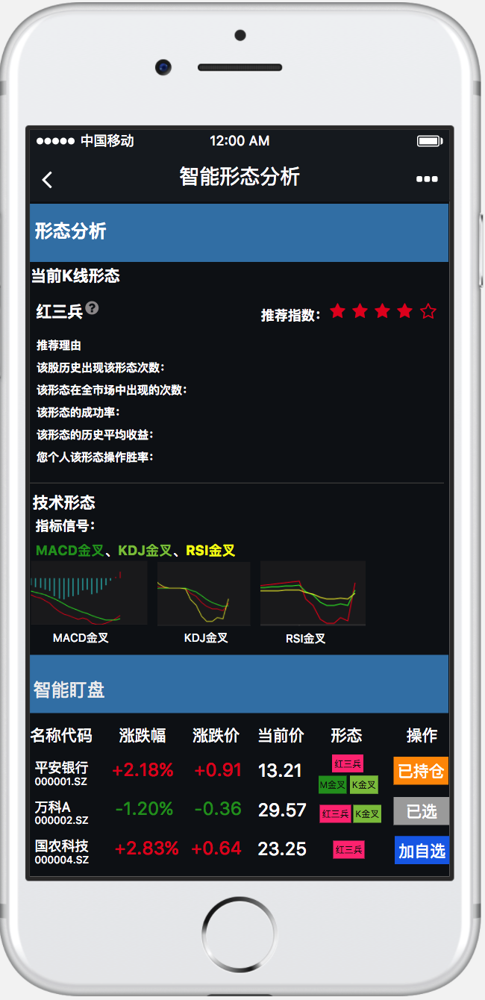 中国移动 12:00 AM
智能形态分析
形态分析
当前K线形态
红三兵 ?
推荐指数：
推荐理由
该股历史出现该形态次数：
该形态在全市场中出现的次数：
该形态的成功率：
该形态的历史平均收益：
您个人该形态操作胜率：
技术形态
指标信号：
MACD金叉、KDJ金叉、RSI金叉
MACD金叉 KDJ金叉 RSI金叉
智能盯盘
名称代码 涨跌幅 涨跌价 当前价 形态 操作
平安银行 +2.18% +0.91 13.21 红三兵 已持仓
000001.SZ M金叉 K金叉
万科A -1.20% -0.36 29.57 红三兵 K金叉 已选
000002.SZ
国农科技 +2.83% +0.64 23.25 红三兵 加自选
000004.SZ